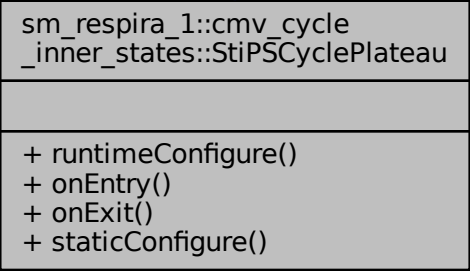 sm_respira_1::cmv_cycle
_inner_states::StiPSCyclePlateau
+ runtimeConfigure()
+ onEntry()
+ onExit()
+ staticConfigure()